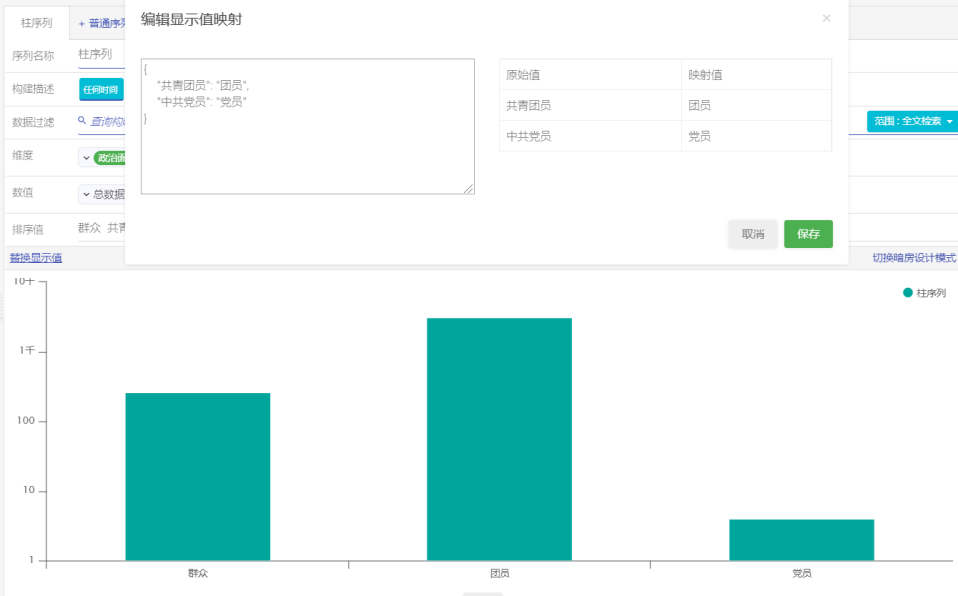 柱序列
+ 普通序列
编辑显示值映射
×
序列名称
柱序列
构建描述
任何时间
数据过滤
查询构
范围 : 全文检索
维度
政治面
数值
总数据
排序值
群众 共青
{
"共青团员": "团员",
"中共党员": "党员"
}
原始值 映射值
共青团员 团员
中共党员 党员
取消 保存
替换显示值
切换暗房设计模式
柱序列
10千
1千
100
10
1
群众 团员 党员